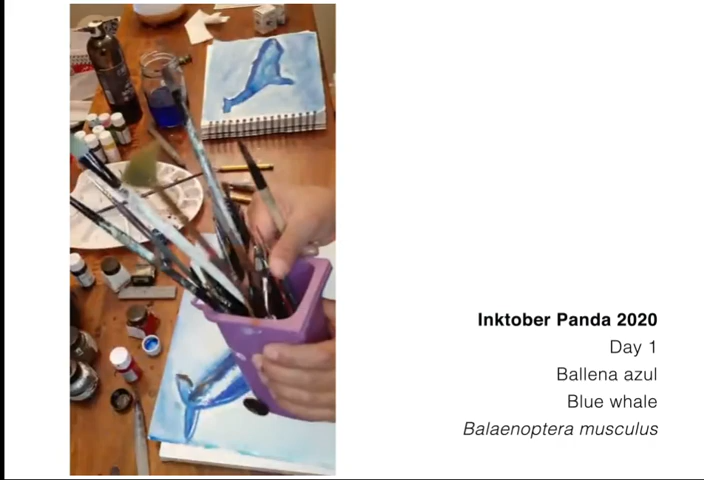 Inktober Panda 2020
Day 1
Ballena azul
Blue whale
Balaenoptera musculus